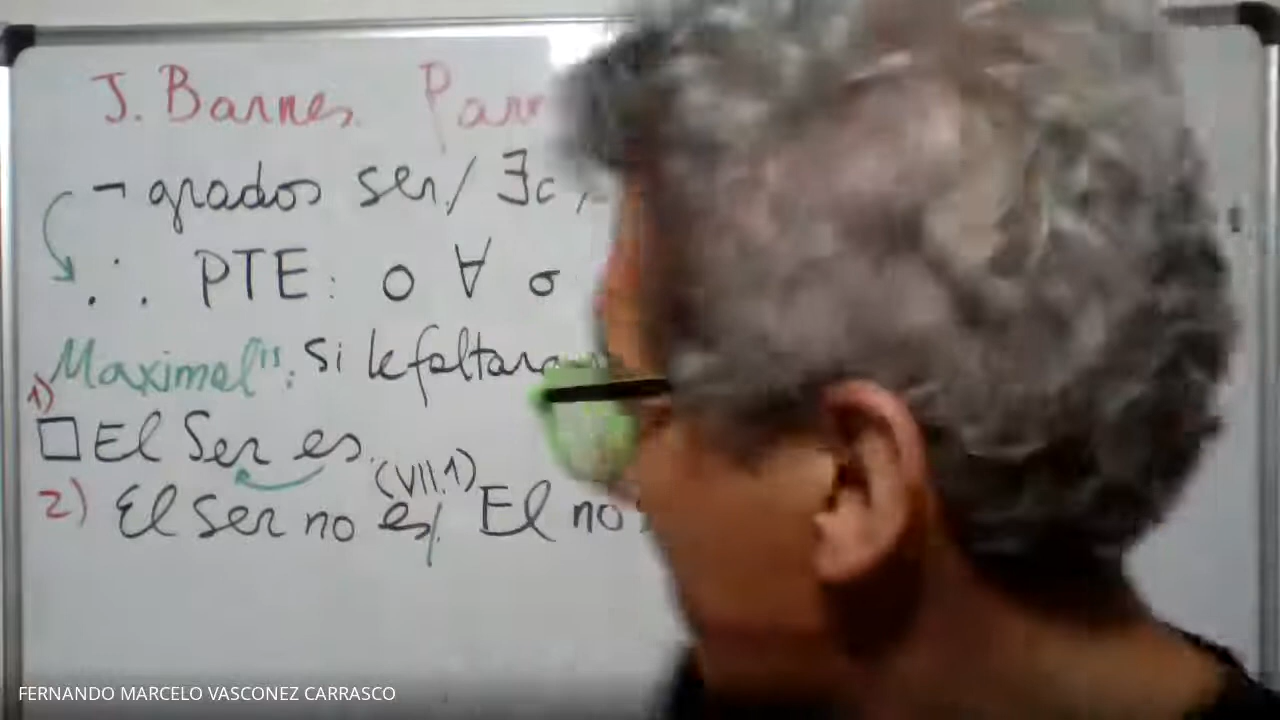 J. Barnes Parm
¬ grados ser/ ∃c,
∴ PTE: o ∀ o
Maximal": Si le faltara
1)
□ El Ser es.
(VII.1)
2) El ser no es/. El no
FERNANDO MARCELO VASCONEZ CARRASCO